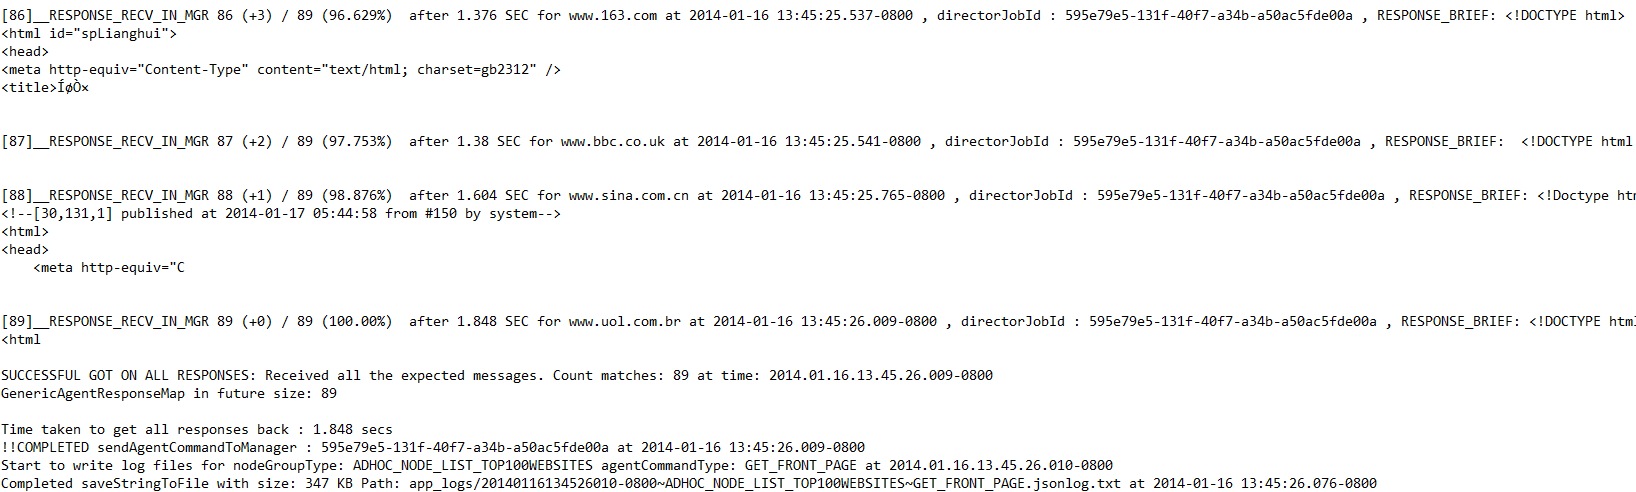 [86]__RESPONSE_RECV_IN_MGR 86 (+3) / 89 (96.629%)  after 1.376 SEC for www.163.com at 2014-01-16 13:45:25.537-0800 , directorJobId : 595e79e5-131f-40f7-a34b-a50ac5fde00a , RESPONSE_BRIEF: <!DOCTYPE html>
<html id="spLianghui">
<head>
<meta http-equiv="Content-Type" content="text/html; charset=gb2312" />
<title>ÍøÒ×
[87]__RESPONSE_RECV_IN_MGR 87 (+2) / 89 (97.753%)  after 1.38 SEC for www.bbc.co.uk at 2014-01-16 13:45:25.541-0800 , directorJobId : 595e79e5-131f-40f7-a34b-a50ac5fde00a , RESPONSE_BRIEF:  <!DOCTYPE html
[88]__RESPONSE_RECV_IN_MGR 88 (+1) / 89 (98.876%)  after 1.604 SEC for www.sina.com.cn at 2014-01-16 13:45:25.765-0800 , directorJobId : 595e79e5-131f-40f7-a34b-a50ac5fde00a , RESPONSE_BRIEF: <!Doctype
<!--[30,131,1] published at 2014-01-17 05:44:58 from #150 by system-->
<html>
<head>
    <meta http-equiv="C
[89]__RESPONSE_RECV_IN_MGR 89 (+0) / 89 (100.00%)  after 1.848 SEC for www.uol.com.br at 2014-01-16 13:45:26.009-0800 , directorJobId : 595e79e5-131f-40f7-a34b-a50ac5fde00a , RESPONSE_BRIEF: <!DOCTYPE html
<html
SUCCESSFUL GOT ON ALL RESPONSES: Received all the expected messages. Count matches: 89 at time: 2014.01.16.13.45.26.009-0800
GenericAgentResponseMap in future size: 89
Time taken to get all responses back : 1.848 secs
!!COMPLETED sendAgentCommandToManager : 595e79e5-131f-40f7-a34b-a50ac5fde00a at 2014-01-16 13:45:26.009-0800
Start to write log files for nodeGroupType: ADHOC_NODE_LIST_TOP100WEBSITES agentCommandType: GET_FRONT_PAGE at 2014.01.16.13.45.26.010-0800
Completed saveStringToFile with size: 347 KB Path: app_logs/20140116134526010-0800~ADHOC_NODE_LIST_TOP100WEBSITES~GET_FRONT_PAGE.jsonlog.txt at 2014-01-16 13:45:26.076-0800